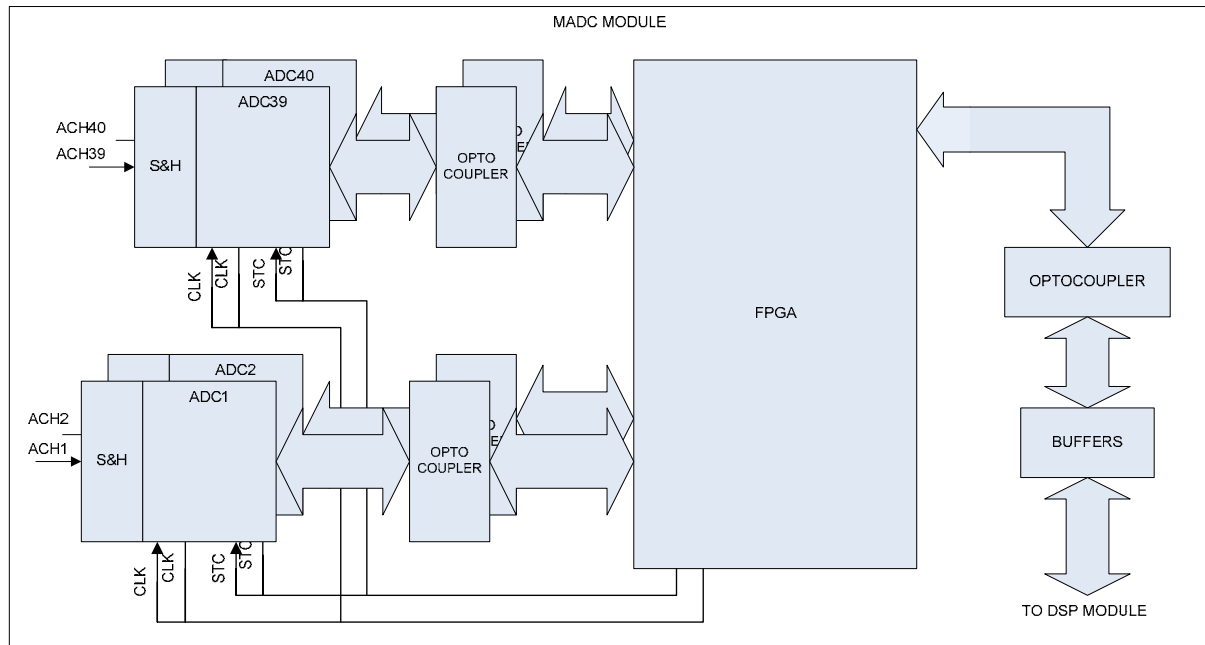 MADC MODULE
ADC40
ADC39
ACH40
ACH39
S&H
OPTO
COUPLER
CLK
CLK
STC
STC
FPGA
OPTOCOUPLER
ADC2
ADC1
ACH2
ACH1
S&H
OPTO
COUPLER
BUFFERS
CLK
CLK
STC
STC
TO DSP MODULE